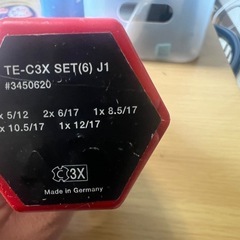 TE-C3X SET(6) J1
#3450620
x 5/12 2x 6/17 1x 8.5/17
x 10.5/17 1x 12/17
3X
Made in Germany